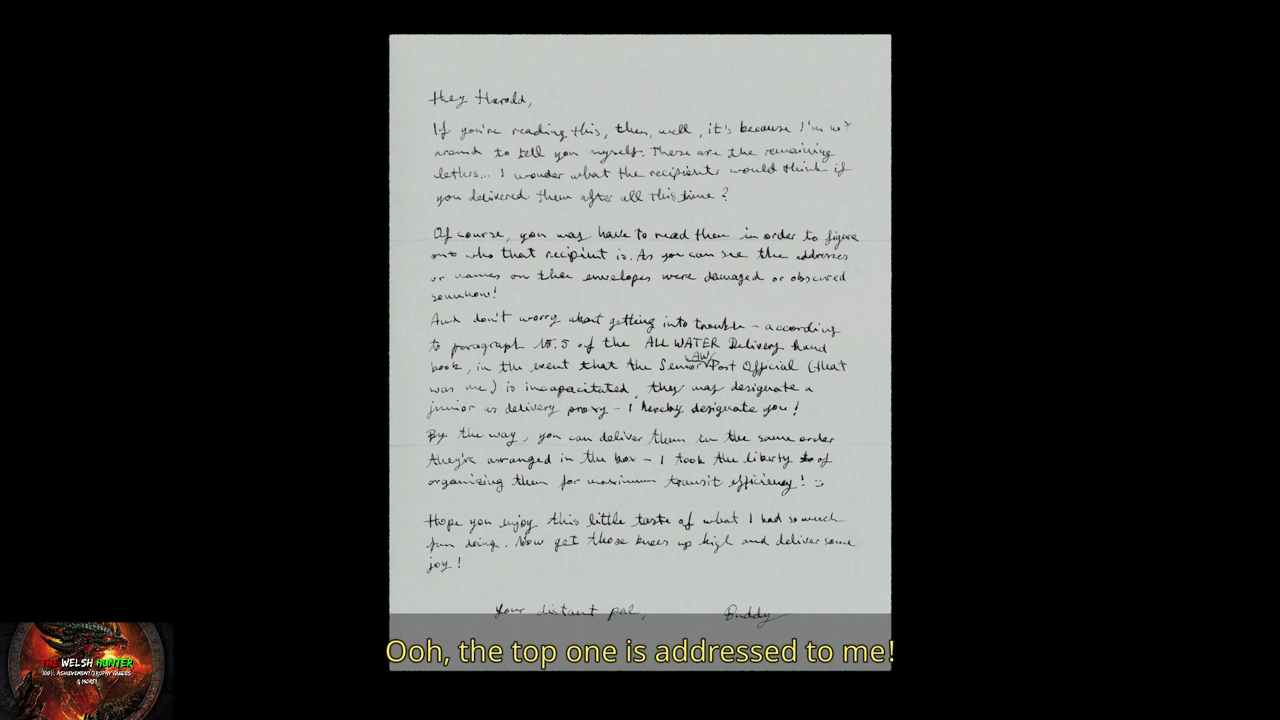 Hey Harold,
If you're reading this, then, well, it's because I'm not
around to tell you myself. These are the remaining
letters... I wonder what the recipients would think if
you delivered them after all this time?
Of course, you may have to read them in order to figure
out who that recipient is. As you can see the addresses
or names on their envelopes were damaged or obscured
somehow!
And don't worry about getting into trouble - according
to paragraph 15.5 of the ALL WATER Delivery hand
book, in the event that the Senior AW Post Official (that
was me) is incapacitated, they may designate a
junior as delivery proxy - I hereby designate you!
By the way, you can deliver them in the same order
they're arranged in the box - I took the liberty of
organizing them for maximum transit efficiency! :)
Hope you enjoy this little taste of what I had so much
fun doing. Now get those knees up high and deliver some
joy!
Your distant pal, Buddy
Ooh, the top one is addressed to me!
THE WELSH HUNTER
100% ACHIEVEMENT/TROPHY GUIDES
& MORE!